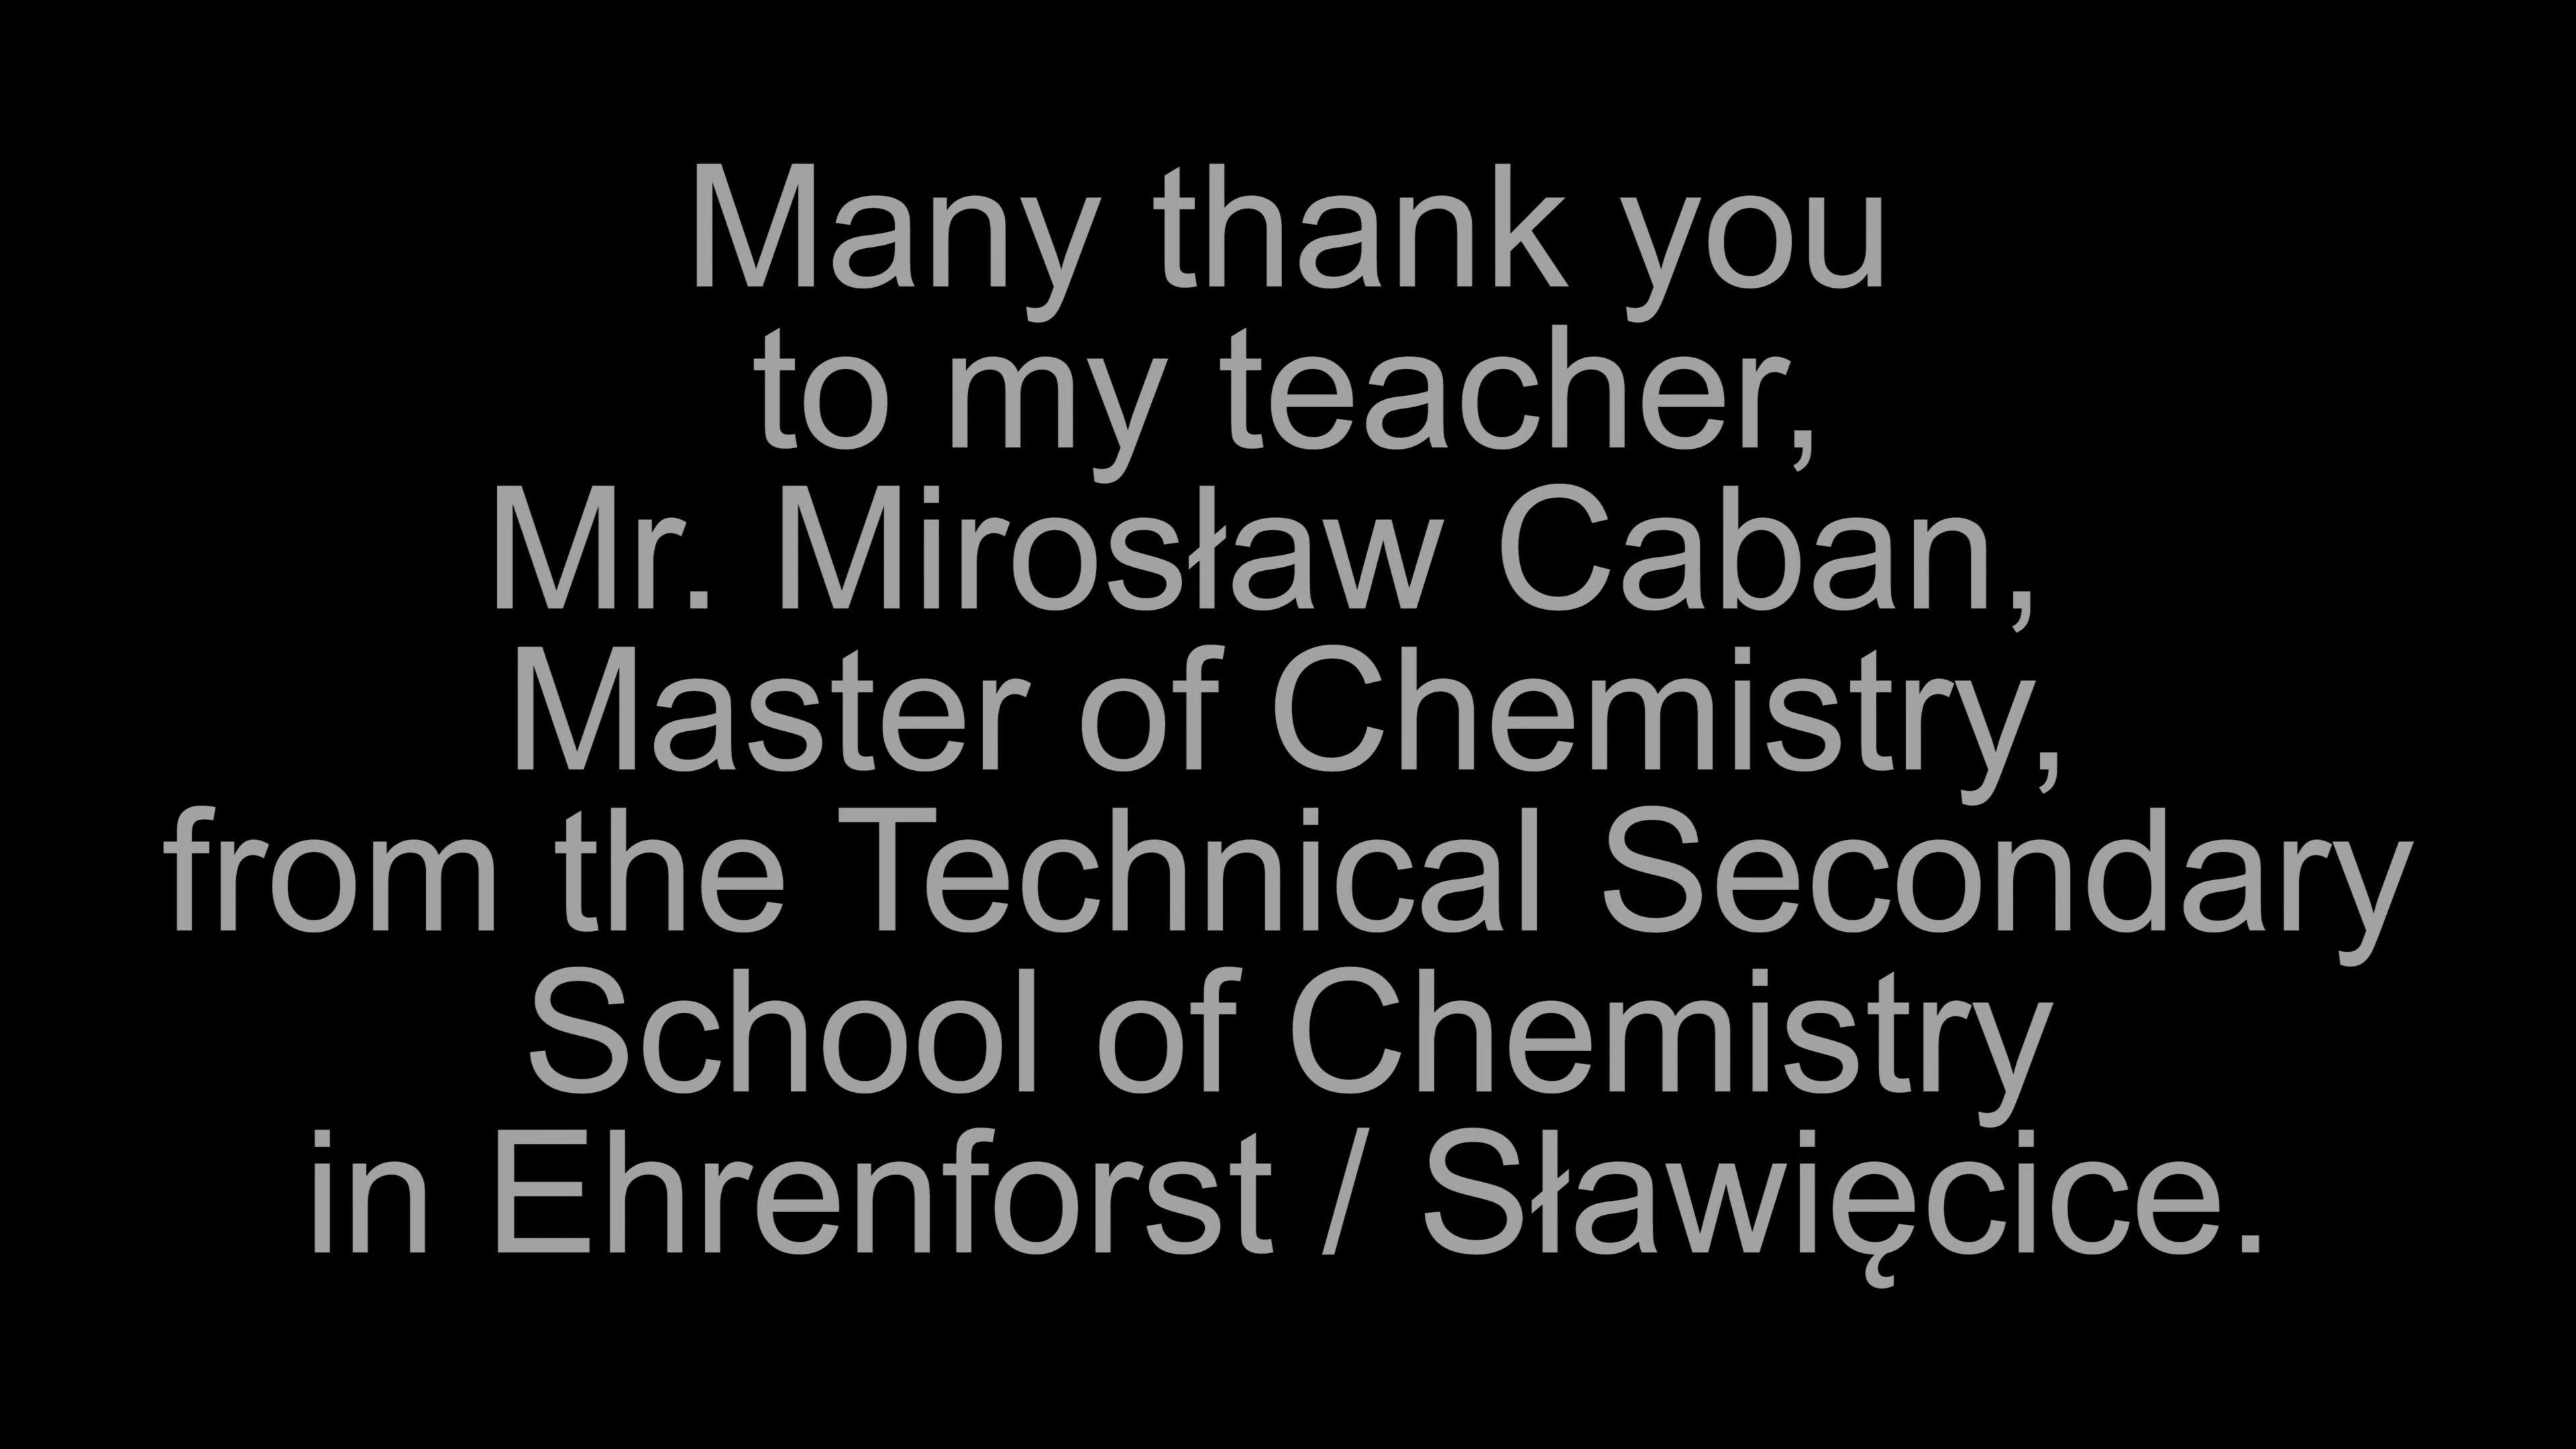 Many thank you
to my teacher,
Mr. Mirosław Caban,
Master of Chemistry,
from the Technical Secondary
School of Chemistry
in Ehrenforst / Sławięcice.